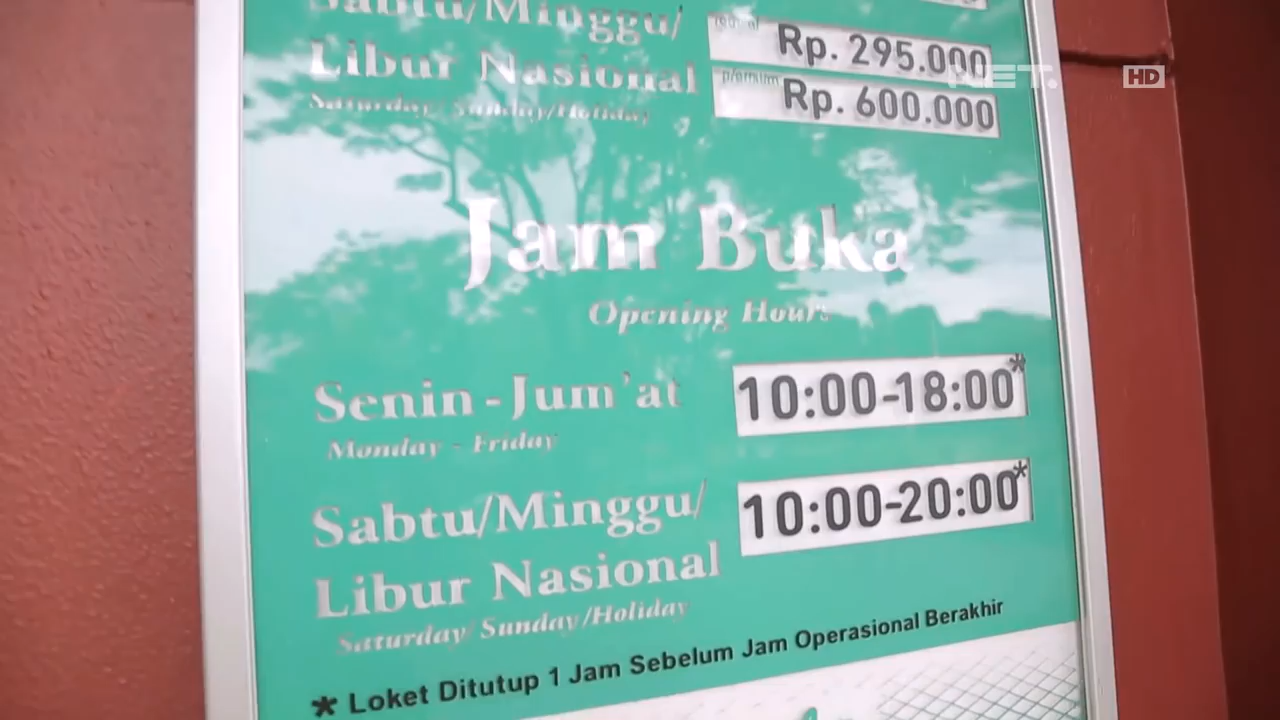 Sabtu/Minggu/
Libur Nasional
Saturday/Sunday/Holiday
Rp. 295.000
Rp. 600.000
NET.
HD
Jam Buka
Opening Hours
Senin - Jum'at
10:00-18:00*
Monday - Friday
Sabtu/Minggu/
Libur Nasional
10:00-20:00*
Saturday/Sunday/Holiday
* Loket Ditutup 1 Jam Sebelum Jam Operasional Berakhir